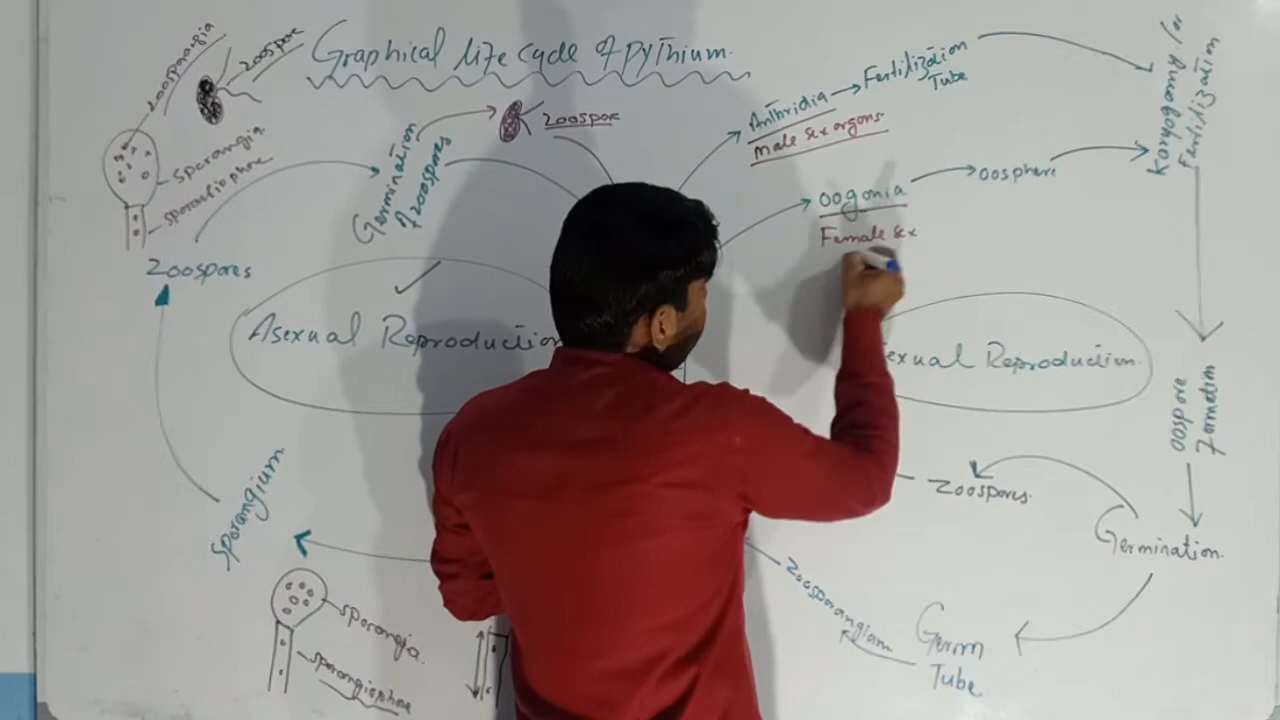 Graphical life cycle of pythium.
zoosporangia
zoospore
sporangia
sporangiophore
Zoospores
Germination
of zoospores
zoospore
Anthridia
male sex orgons.
Fertilization
Tube
oogonia
Female sex
oosphere
Karyogamy or
Fertilization
Asexual Reproduction
exual Reproduction.
oospore
Formation
Germination.
Zoospores.
Germ
Tube
Zoosporangium
Sporangium
sporangia.
sporangiophore